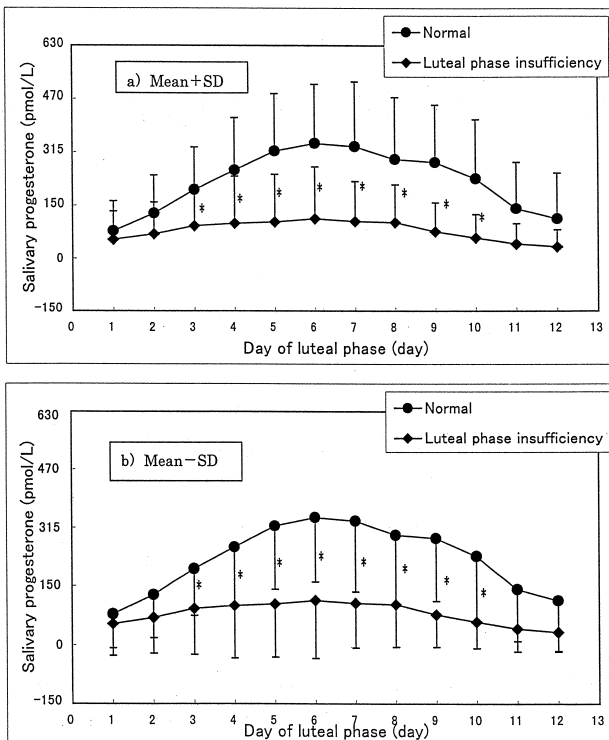 Normal
Luteal phase insufficiency
a) Mean+SD
Salivary progesterone (pmol/L)
630
470
315
150
0
-150
* * * * * * * *
0 1 2 3 4 5 6 7 8 9 10 11 12 13
Day of luteal phase (day)
Normal
Luteal phase insufficiency
b) Mean-SD
Salivary progesterone (pmol/L)
630
470
315
150
0
-150
* * * * * * * *
0 1 2 3 4 5 6 7 8 9 10 11 12 13
Day of luteal phase (day)